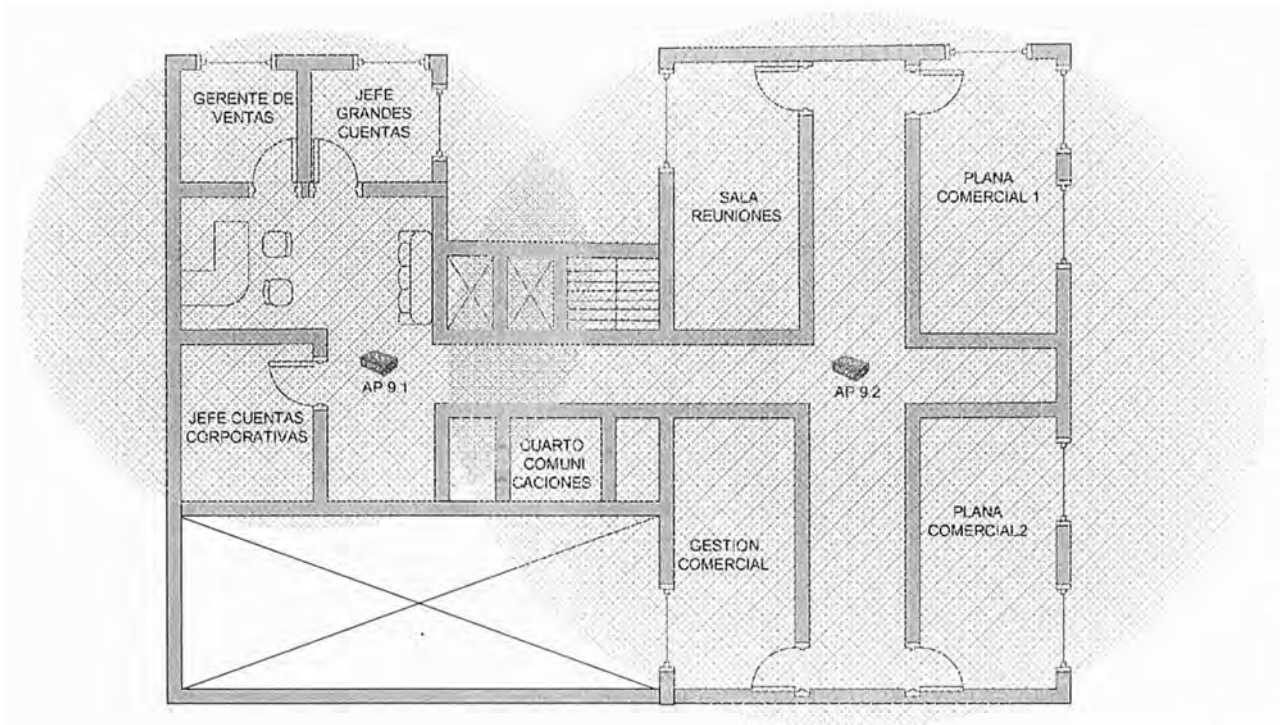 GERENTE DE
VENTAS
JEFE
GRANDES
CUENTAS
SALA
REUNIONES
PLANA
COMERCIAL 1
AP 9.1
AP 9.2
JEFE CUENTAS
CORPORATIVAS
CUARTO
COMUNI
CACIONES
GESTION
COMERCIAL
PLANA
COMERCIAL2